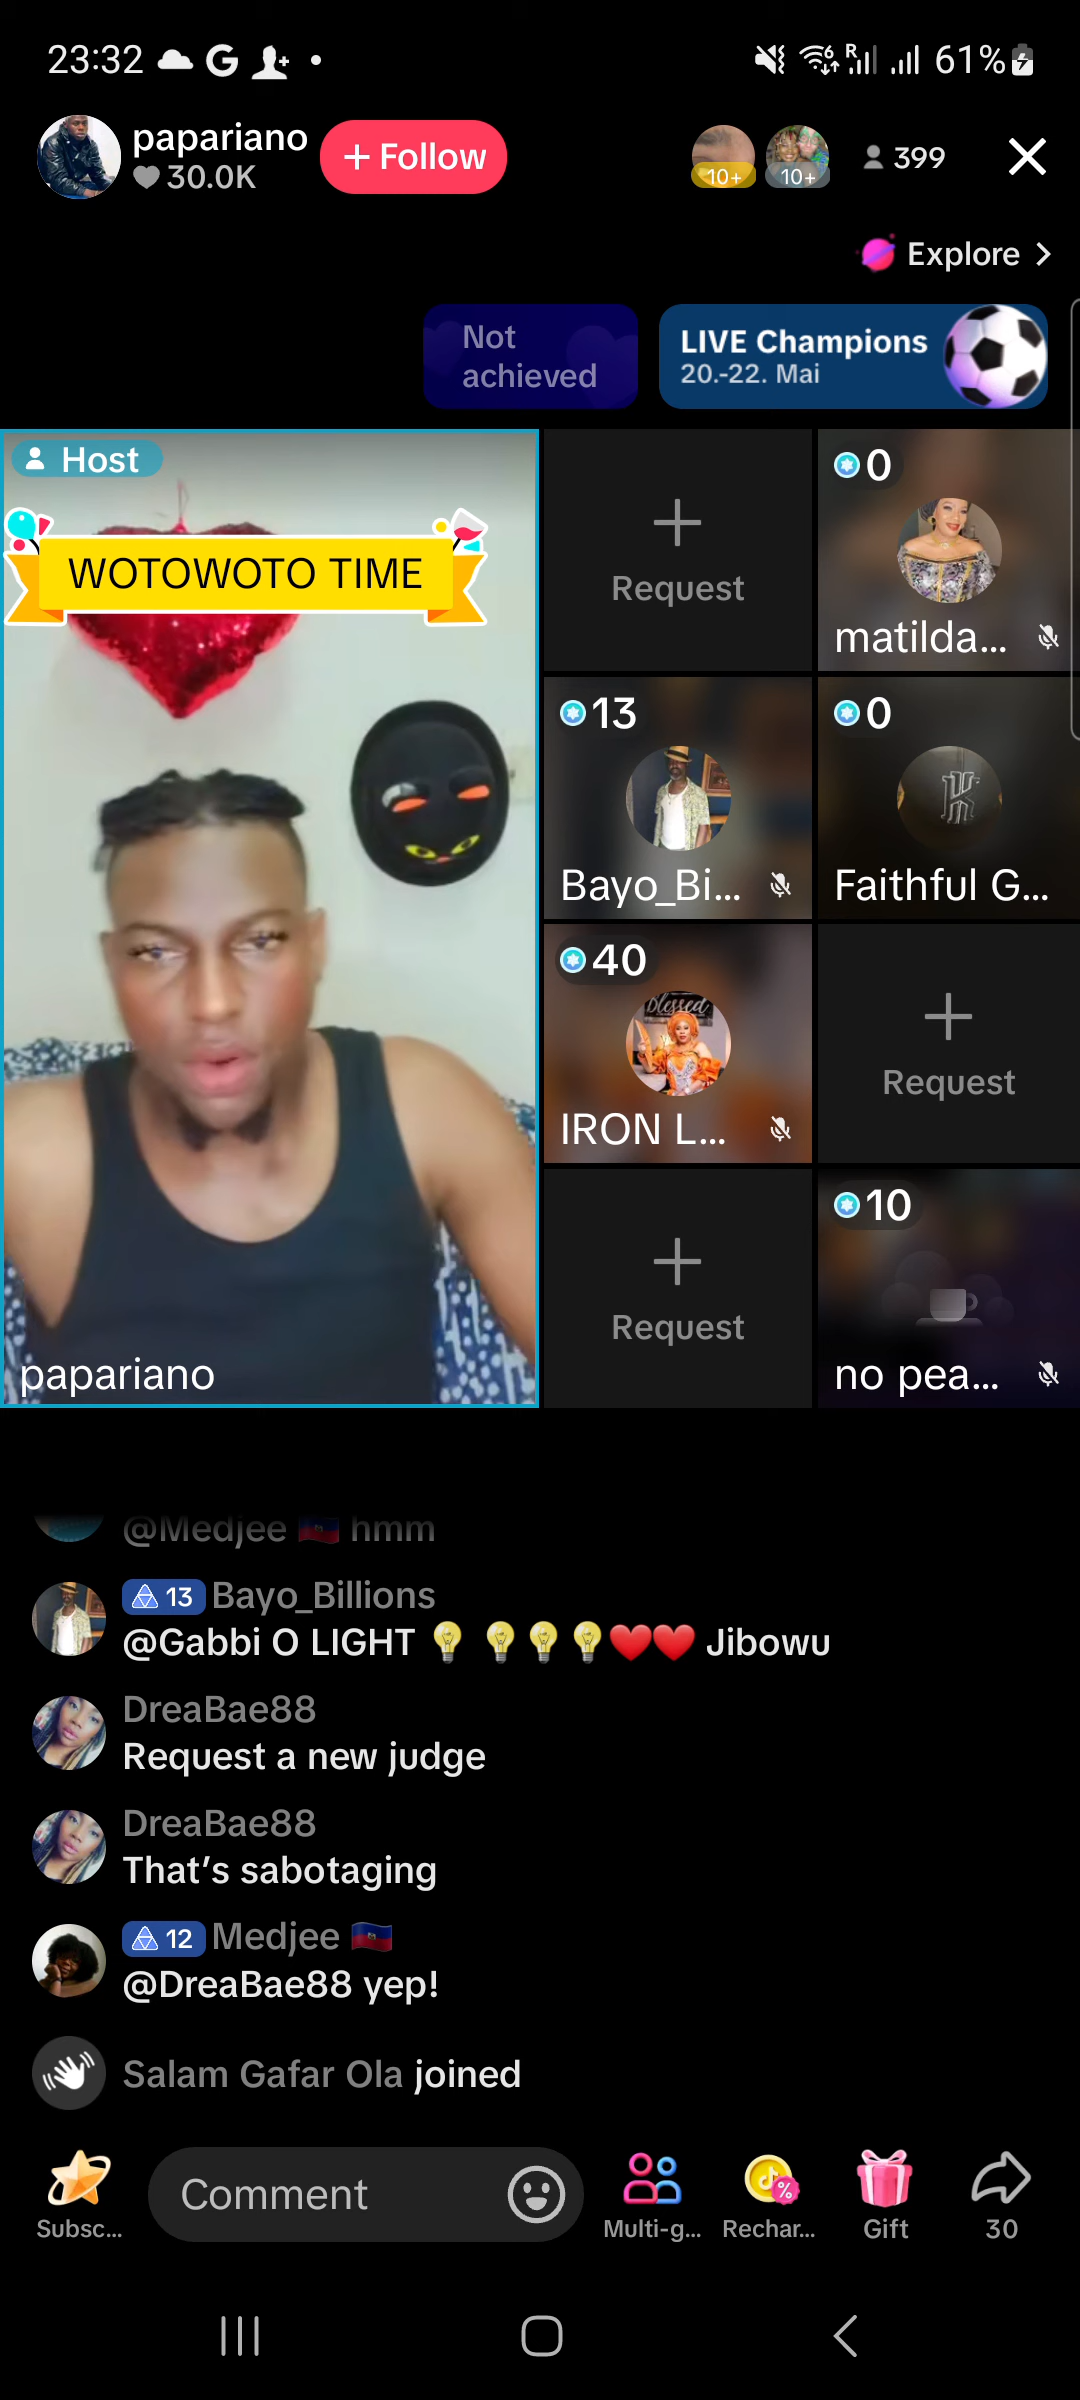 23:32
61%
papariano
30.0K
+ Follow
10+
10+
399
Explore
Not
achieved
LIVE Champions
20.-22. Mai
Host
WOTOWOTO TIME
papariano
Request
0
matilda...
13
Bayo_Bi...
0
Faithful G...
40
Blessed
IRON L...
Request
Request
10
no pea...
@Medjee 🇭🇹 hmm
13 Bayo_Billions
@Gabbi O LIGHT 💡 💡💡💡❤️❤️ Jibowu
DreaBae88
Request a new judge
DreaBae88
That's sabotaging
12 Medjee 🇭🇹
@DreaBae88 yep!
Salam Gafar Ola joined
Subsc...
Comment
Multi-g...
Rechar...
Gift
30